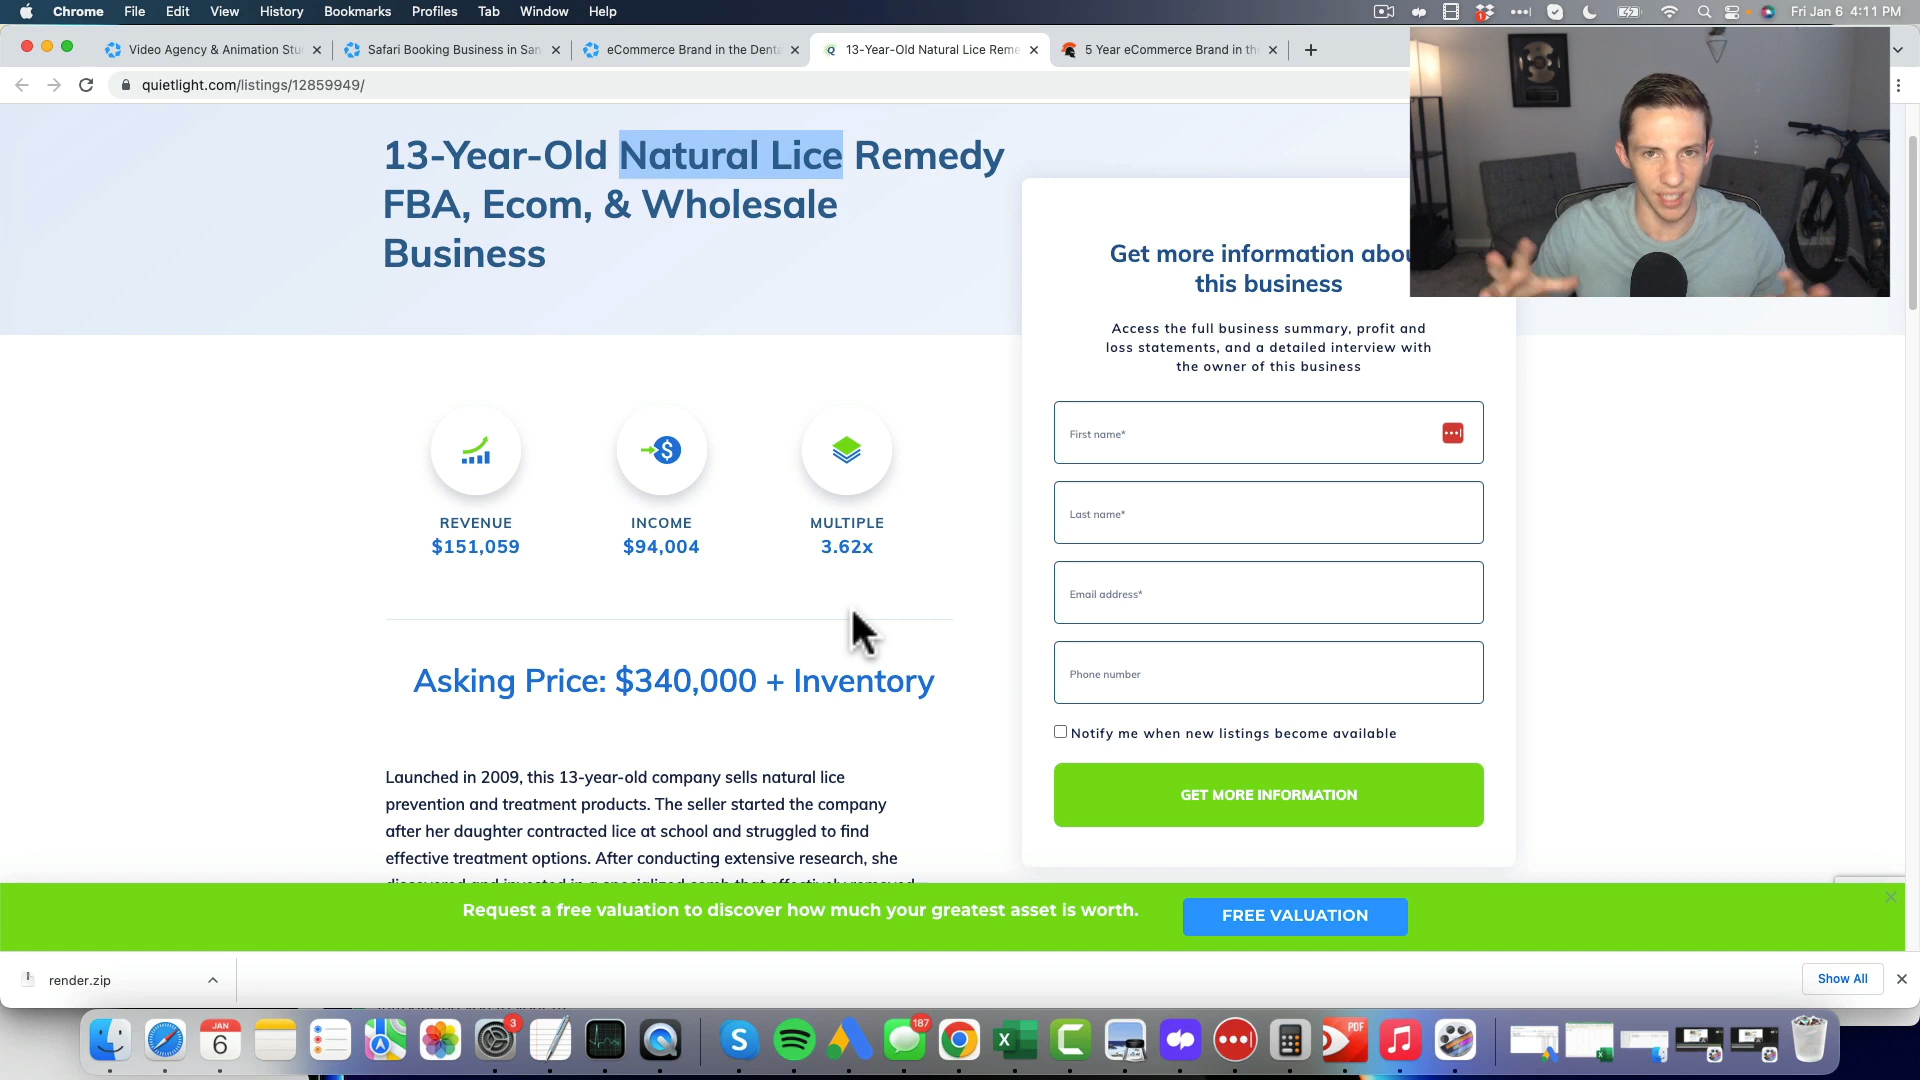 Chrome File Edit View History Bookmarks Profiles Tab Window Help
Fri Jan 6 4:11 PM
Video Agency & Animation Stu
Safari Booking Business in San
eCommerce Brand in the Denta
13-Year-Old Natural Lice Reme
5 Year eCommerce Brand in th
quietlight.com/listings/12859949/
13-Year-Old Natural Lice Remedy
FBA, Ecom, & Wholesale
Business
REVENUE
$151,059
INCOME
$94,004
MULTIPLE
3.62x
Asking Price: $340,000 + Inventory
Launched in 2009, this 13-year-old company sells natural lice
prevention and treatment products. The seller started the company
after her daughter contracted lice at school and struggled to find
effective treatment options. After conducting extensive research, she
Get more information abou
this business
Access the full business summary, profit and
loss statements, and a detailed interview with
the owner of this business
First name*
Last name*
Email address*
Phone number
Notify me when new listings become available
GET MORE INFORMATION
Request a free valuation to discover how much your greatest asset is worth.
FREE VALUATION
render.zip
Show All
JAN
6
3
187
PDF